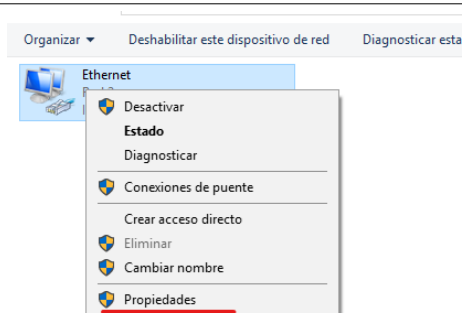 Organizar Deshabilitar este dispositivo de red Diagnosticar esta
Ethernet
Desactivar
Estado
Diagnosticar
Conexiones de puente
Crear acceso directo
Eliminar
Cambiar nombre
Propiedades